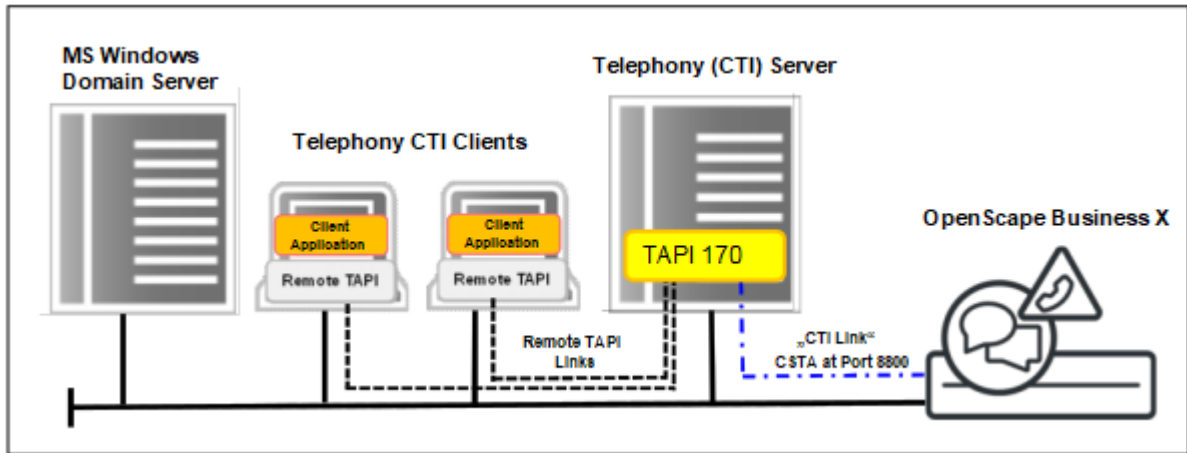 MS Windows
Domain Server
Telephony (CTI) Server
Telephony CTI Clients
OpenScape Business X
Client
Application
Client
Application
TAPI 170
Remote TAPI
Remote TAPI
Remote TAPI
Links
„CTI Link“
CSTA at Port 8800